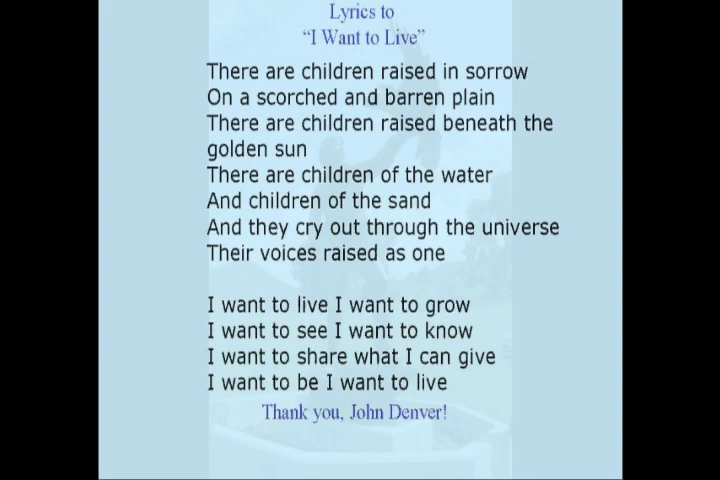 Lyrics to
“I Want to Live”
There are children raised in sorrow
On a scorched and barren plain
There are children raised beneath the
golden sun
There are children of the water
And children of the sand
And they cry out through the universe
Their voices raised as one
I want to live I want to grow
I want to see I want to know
I want to share what I can give
I want to be I want to live
Thank you, John Denver!